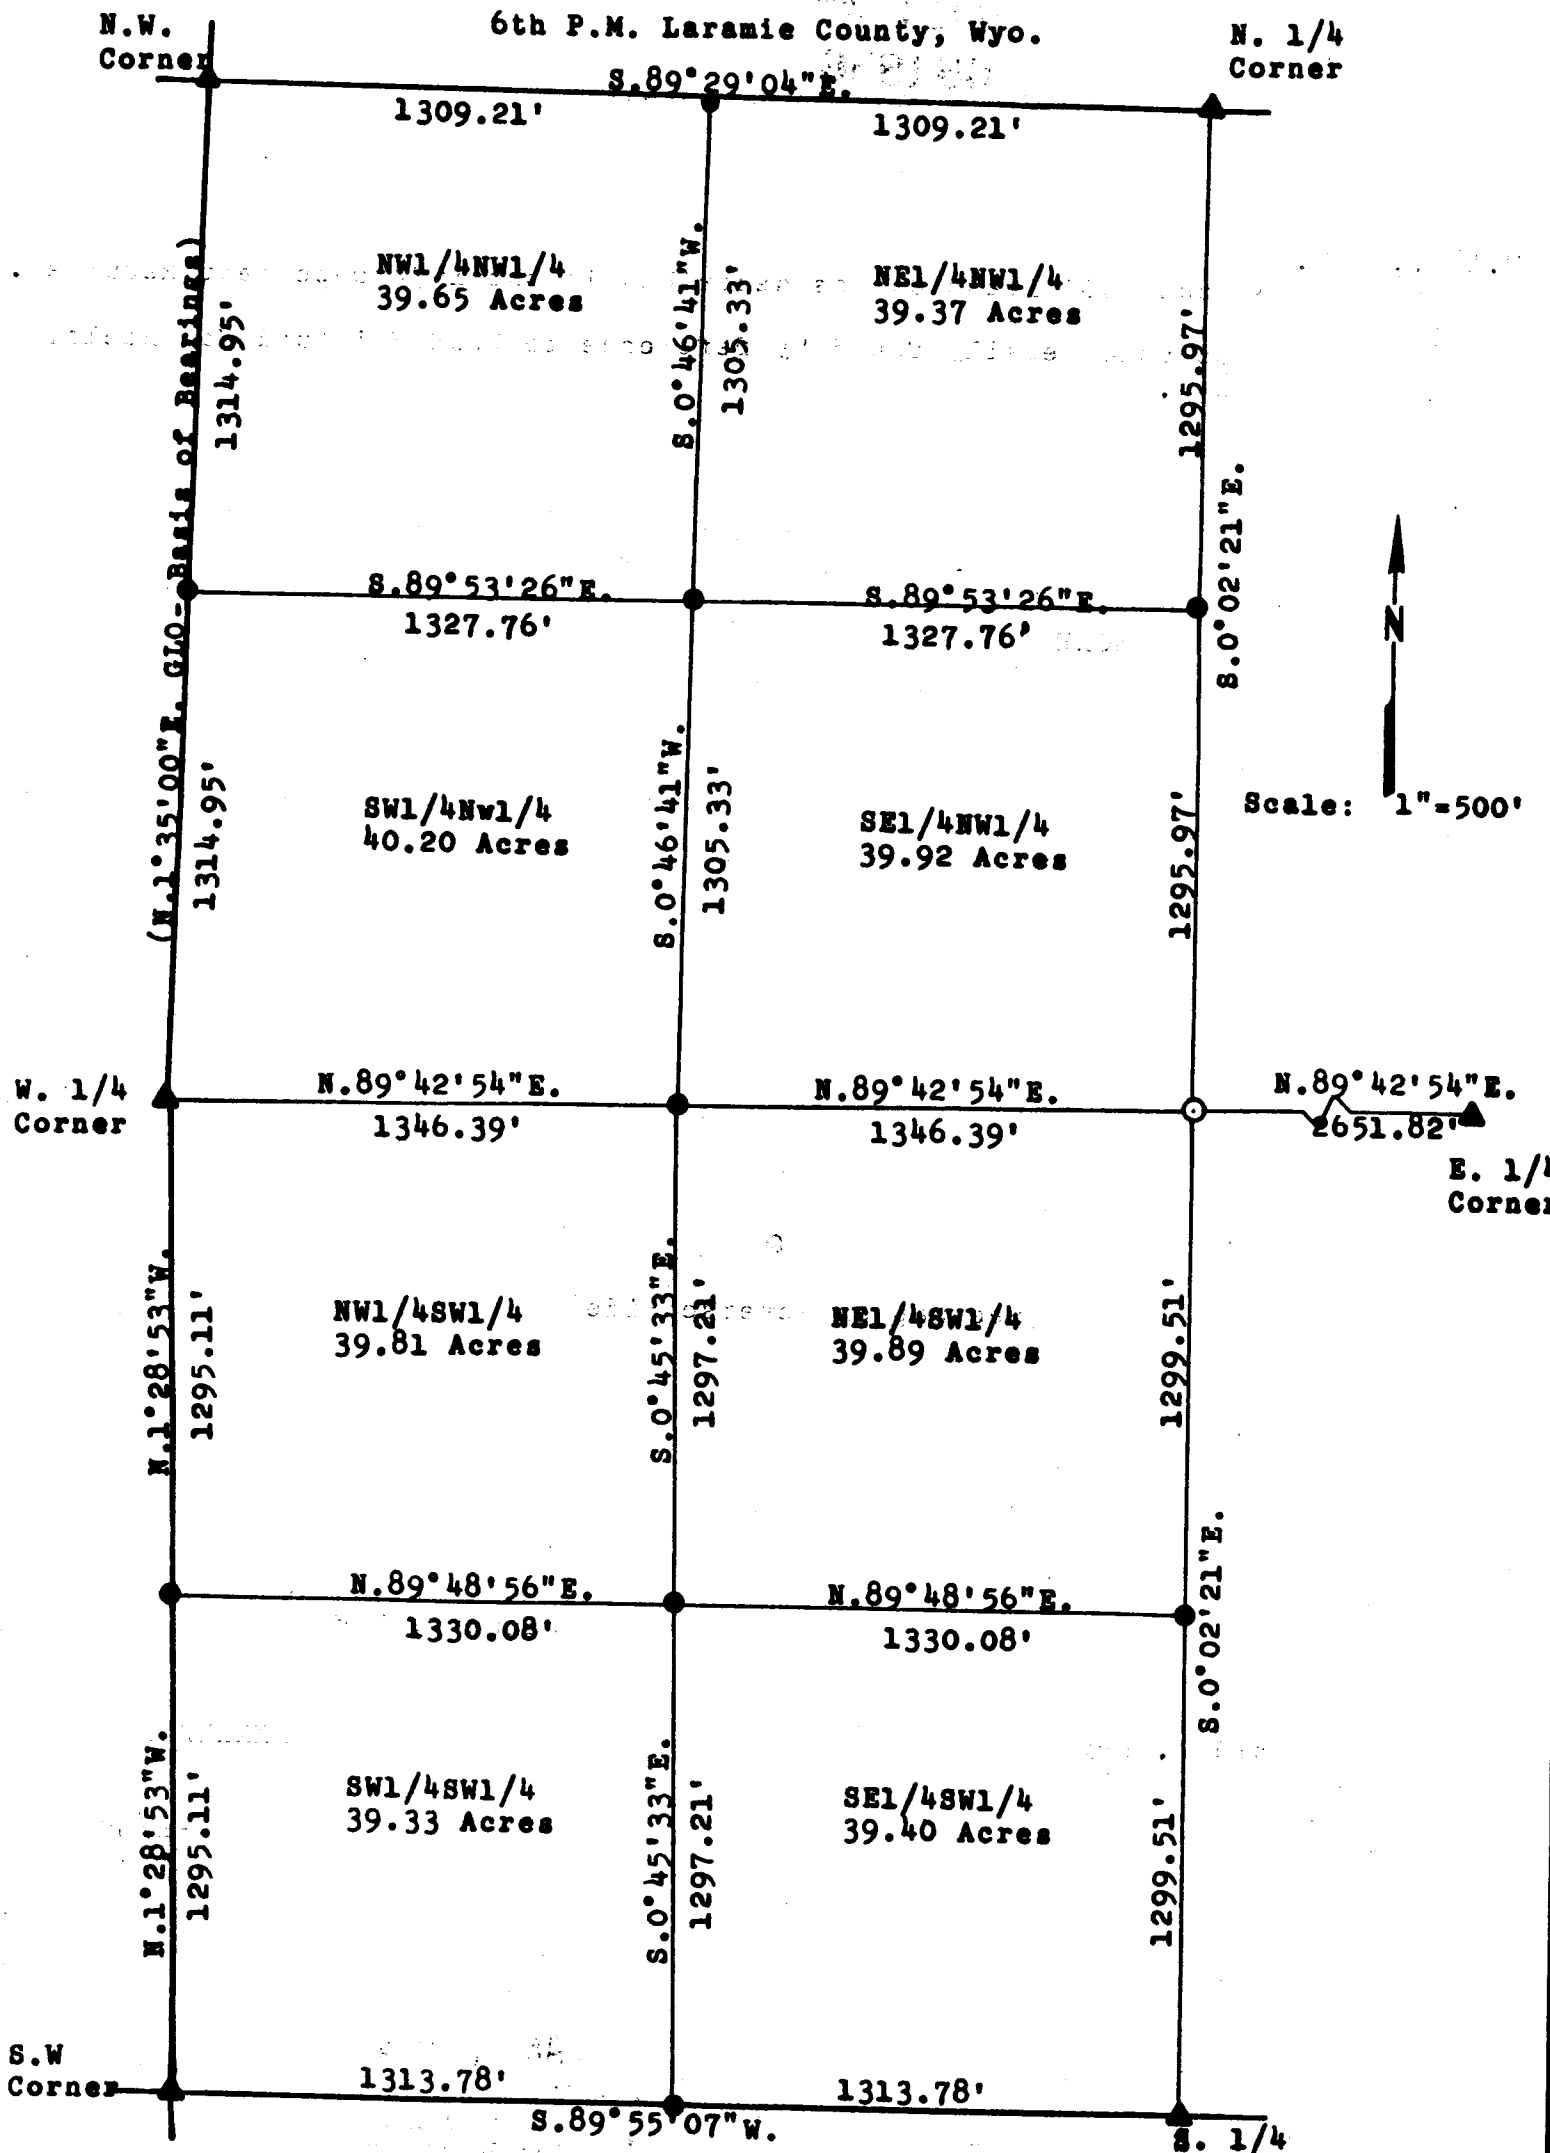 N.W.
Corner
6th P.M. Laramie County, Wyo.
N. 1/4
Corner
S.89°29'04"E.
1309.21'
1309.21'
(N.1°35'00"E. GLO-Basis of Bearings)
1314.95'
NW1/4NW1/4
39.65 Acres
S.0°46'41"W.
1305.33'
NE1/4NW1/4
39.37 Acres
1295.97'
S.0°02'21"E.
S.89°53'26"E.
1327.76'
S.89°53'26"E.
1327.76'
N
Scale: 1"=500'
1314.95'
SW1/4Nw1/4
40.20 Acres
S.0°46'41"W.
1305.33'
SE1/4NW1/4
39.92 Acres
1295.97'
W. 1/4
Corner
N.89°42'54"E.
1346.39'
N.89°42'54"E.
1346.39'
N.89°42'54"E.
2651.82'
E. 1/4
Corner
N.1°28'53"W.
1295.11'
NW1/4SW1/4
39.81 Acres
S.0°45'33"E.
1297.21'
NE1/4SW1/4
39.89 Acres
1299.51'
N.89°48'56"E.
1330.08'
N.89°48'56"E.
1330.08'
S.0°02'21"E.
N.1°28'53"W.
1295.11'
SW1/4SW1/4
39.33 Acres
S.0°45'33"E.
1297.21'
SE1/4SW1/4
39.40 Acres
1299.51'
S.W
Corner
1313.78'
1313.78'
S.89°55'07"W.
S. 1/4